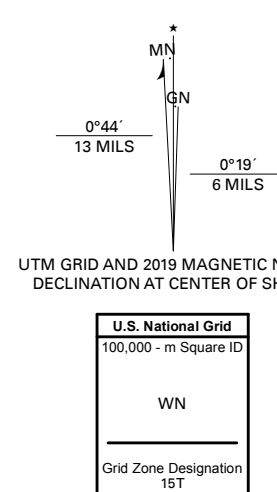 ★
MN
GN
0°44´
13 MILS
0°19´
6 MILS
UTM GRID AND 2019 MAGNETIC
DECLINATION AT CENTER OF
U.S. National Grid
100,000 - m Square ID
WN
Grid Zone Designation
15T